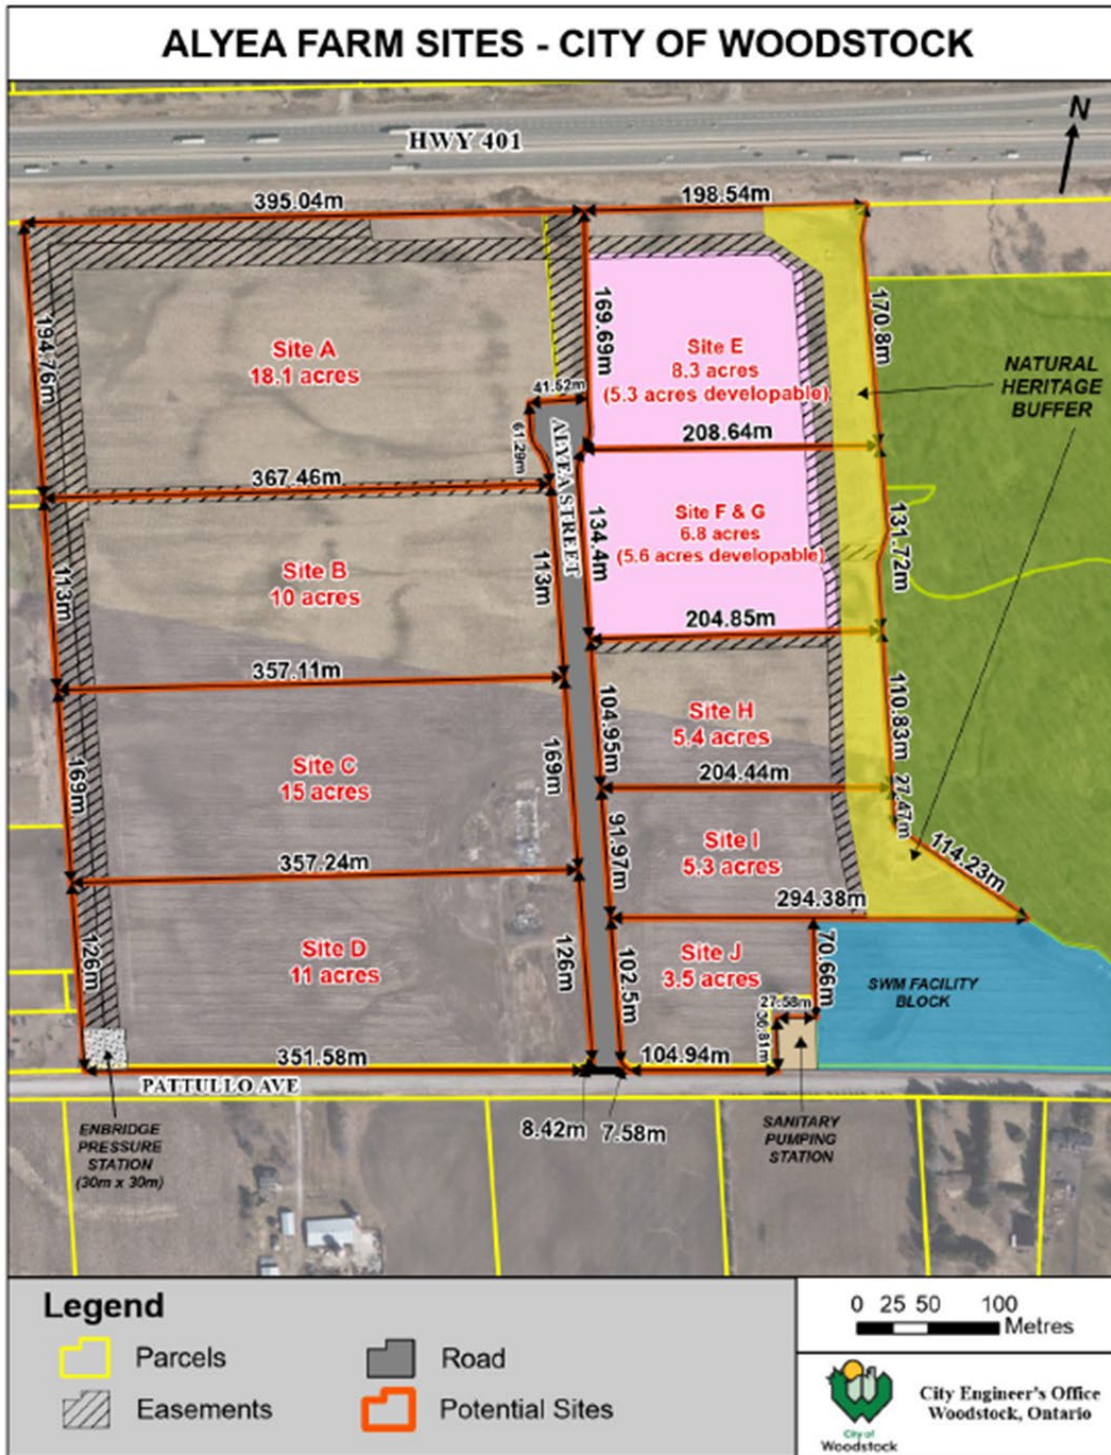 ALYEA FARM SITES - CITY OF WOODSTOCK
N
HWY 401
395.04m
198.54m
194.76m
169.69m
170.8m
Site A
18.1 acres
Site E
8.3 acres
(5.3 acres developable)
NATURAL
HERITAGE
BUFFER
41.52m
61.29m
ALYEA STREET
208.64m
367.46m
Site F & G
6.8 acres
(5.6 acres developable)
134.4m
131.72m
113m
Site B
10 acres
113m
204.85m
357.11m
104.95m
Site H
5.4 acres
110.83m
169m
Site C
15 acres
169m
204.44m
27.47m
91.97m
Site I
5.3 acres
114.23m
357.24m
294.38m
126m
Site D
11 acres
126m
102.5m
Site J
3.5 acres
70.66m
SWM FACILITY
BLOCK
27.58m
30.81m
351.58m
104.94m
PATTULLO AVE
8.42m
7.58m
ENBRIDGE
PRESSURE
STATION
(30m x 30m)
SANITARY
PUMPING
STATION
Legend
Parcels
Road
Easements
Potential Sites
0 25 50 100
Metres
City of
Woodstock
City Engineer's Office
Woodstock, Ontario